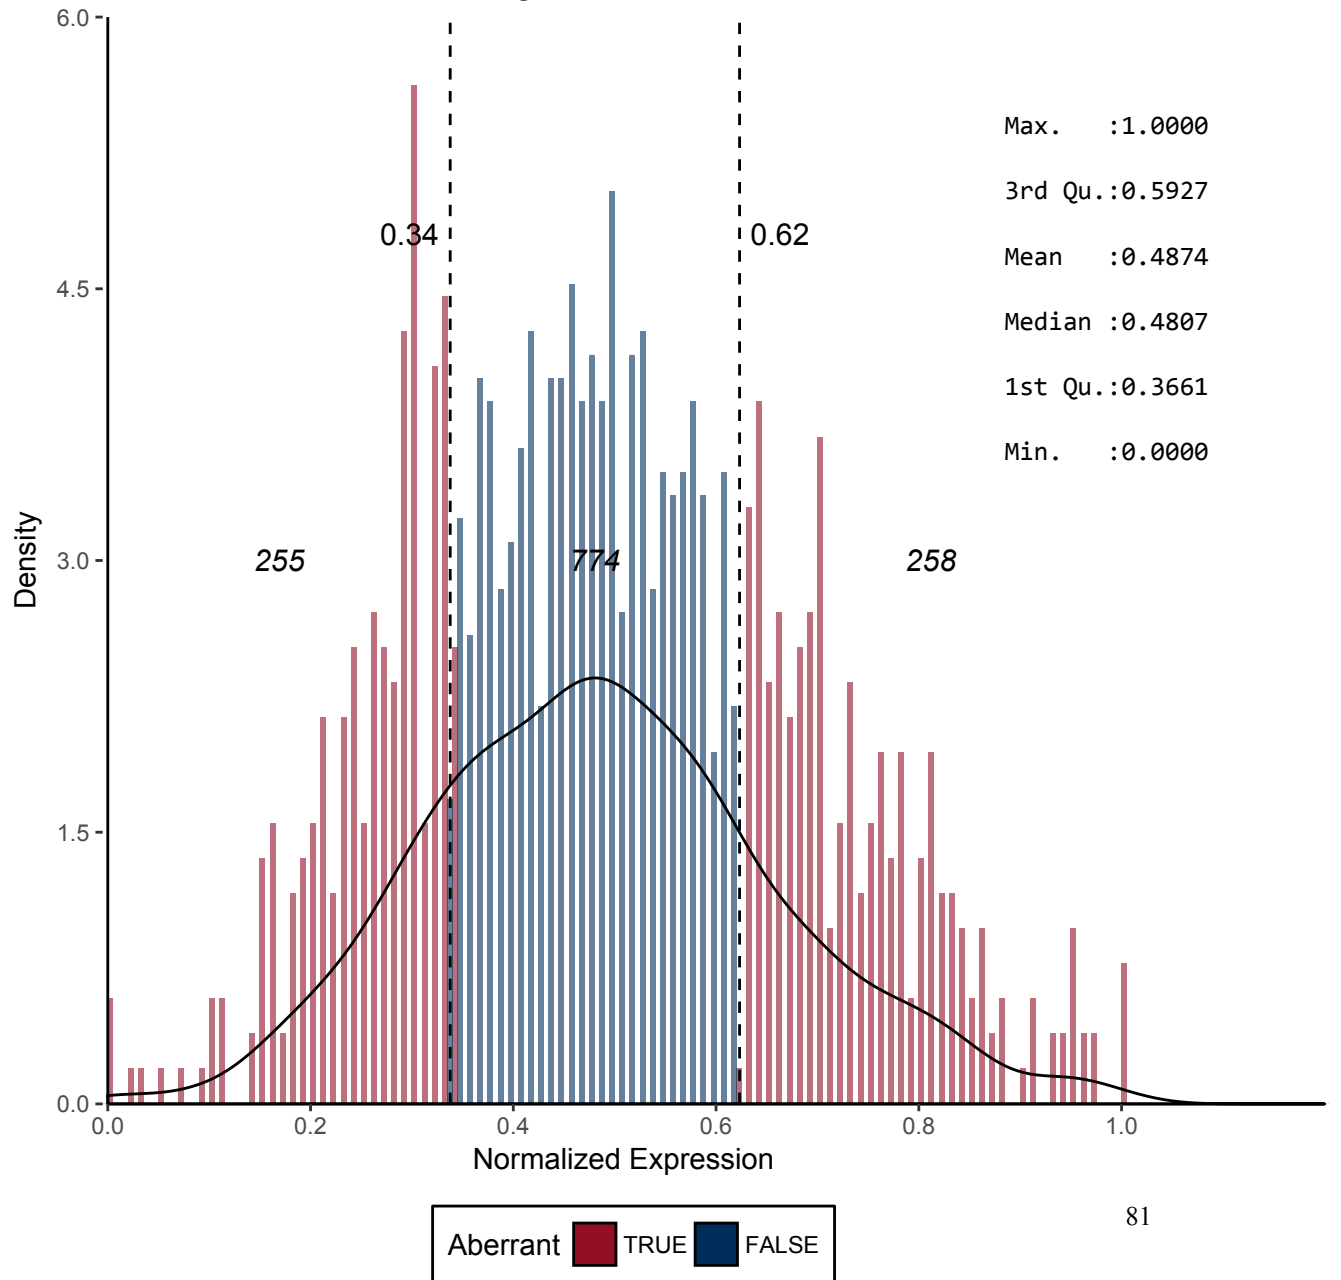 6.0
Max. :1.0000
3rd Qu.:0.5927
0.34
0.62
Mean :0.4874
4.5
Median :0.4807
1st Qu.:0.3661
Min. :0.0000
Density
3.0
255
774
258
1.5
0.0
0.0 0.2 0.4 0.6 0.8 1.0
Normalized Expression
81
Aberrant TRUE FALSE